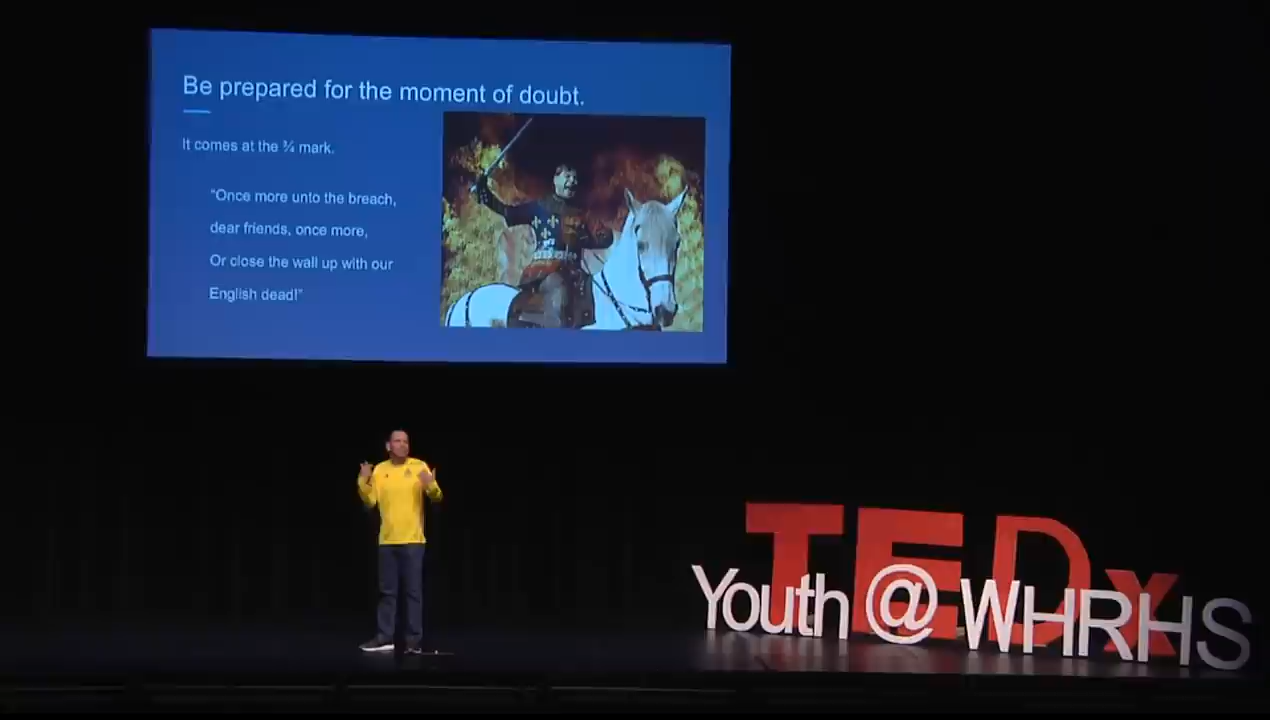 Be prepared for the moment of doubt.
It comes at the ¾ mark.
“Once more unto the breach,
dear friends, once more,
Or close the wall up with our
English dead!”
TEDx
Youth@WHRHS